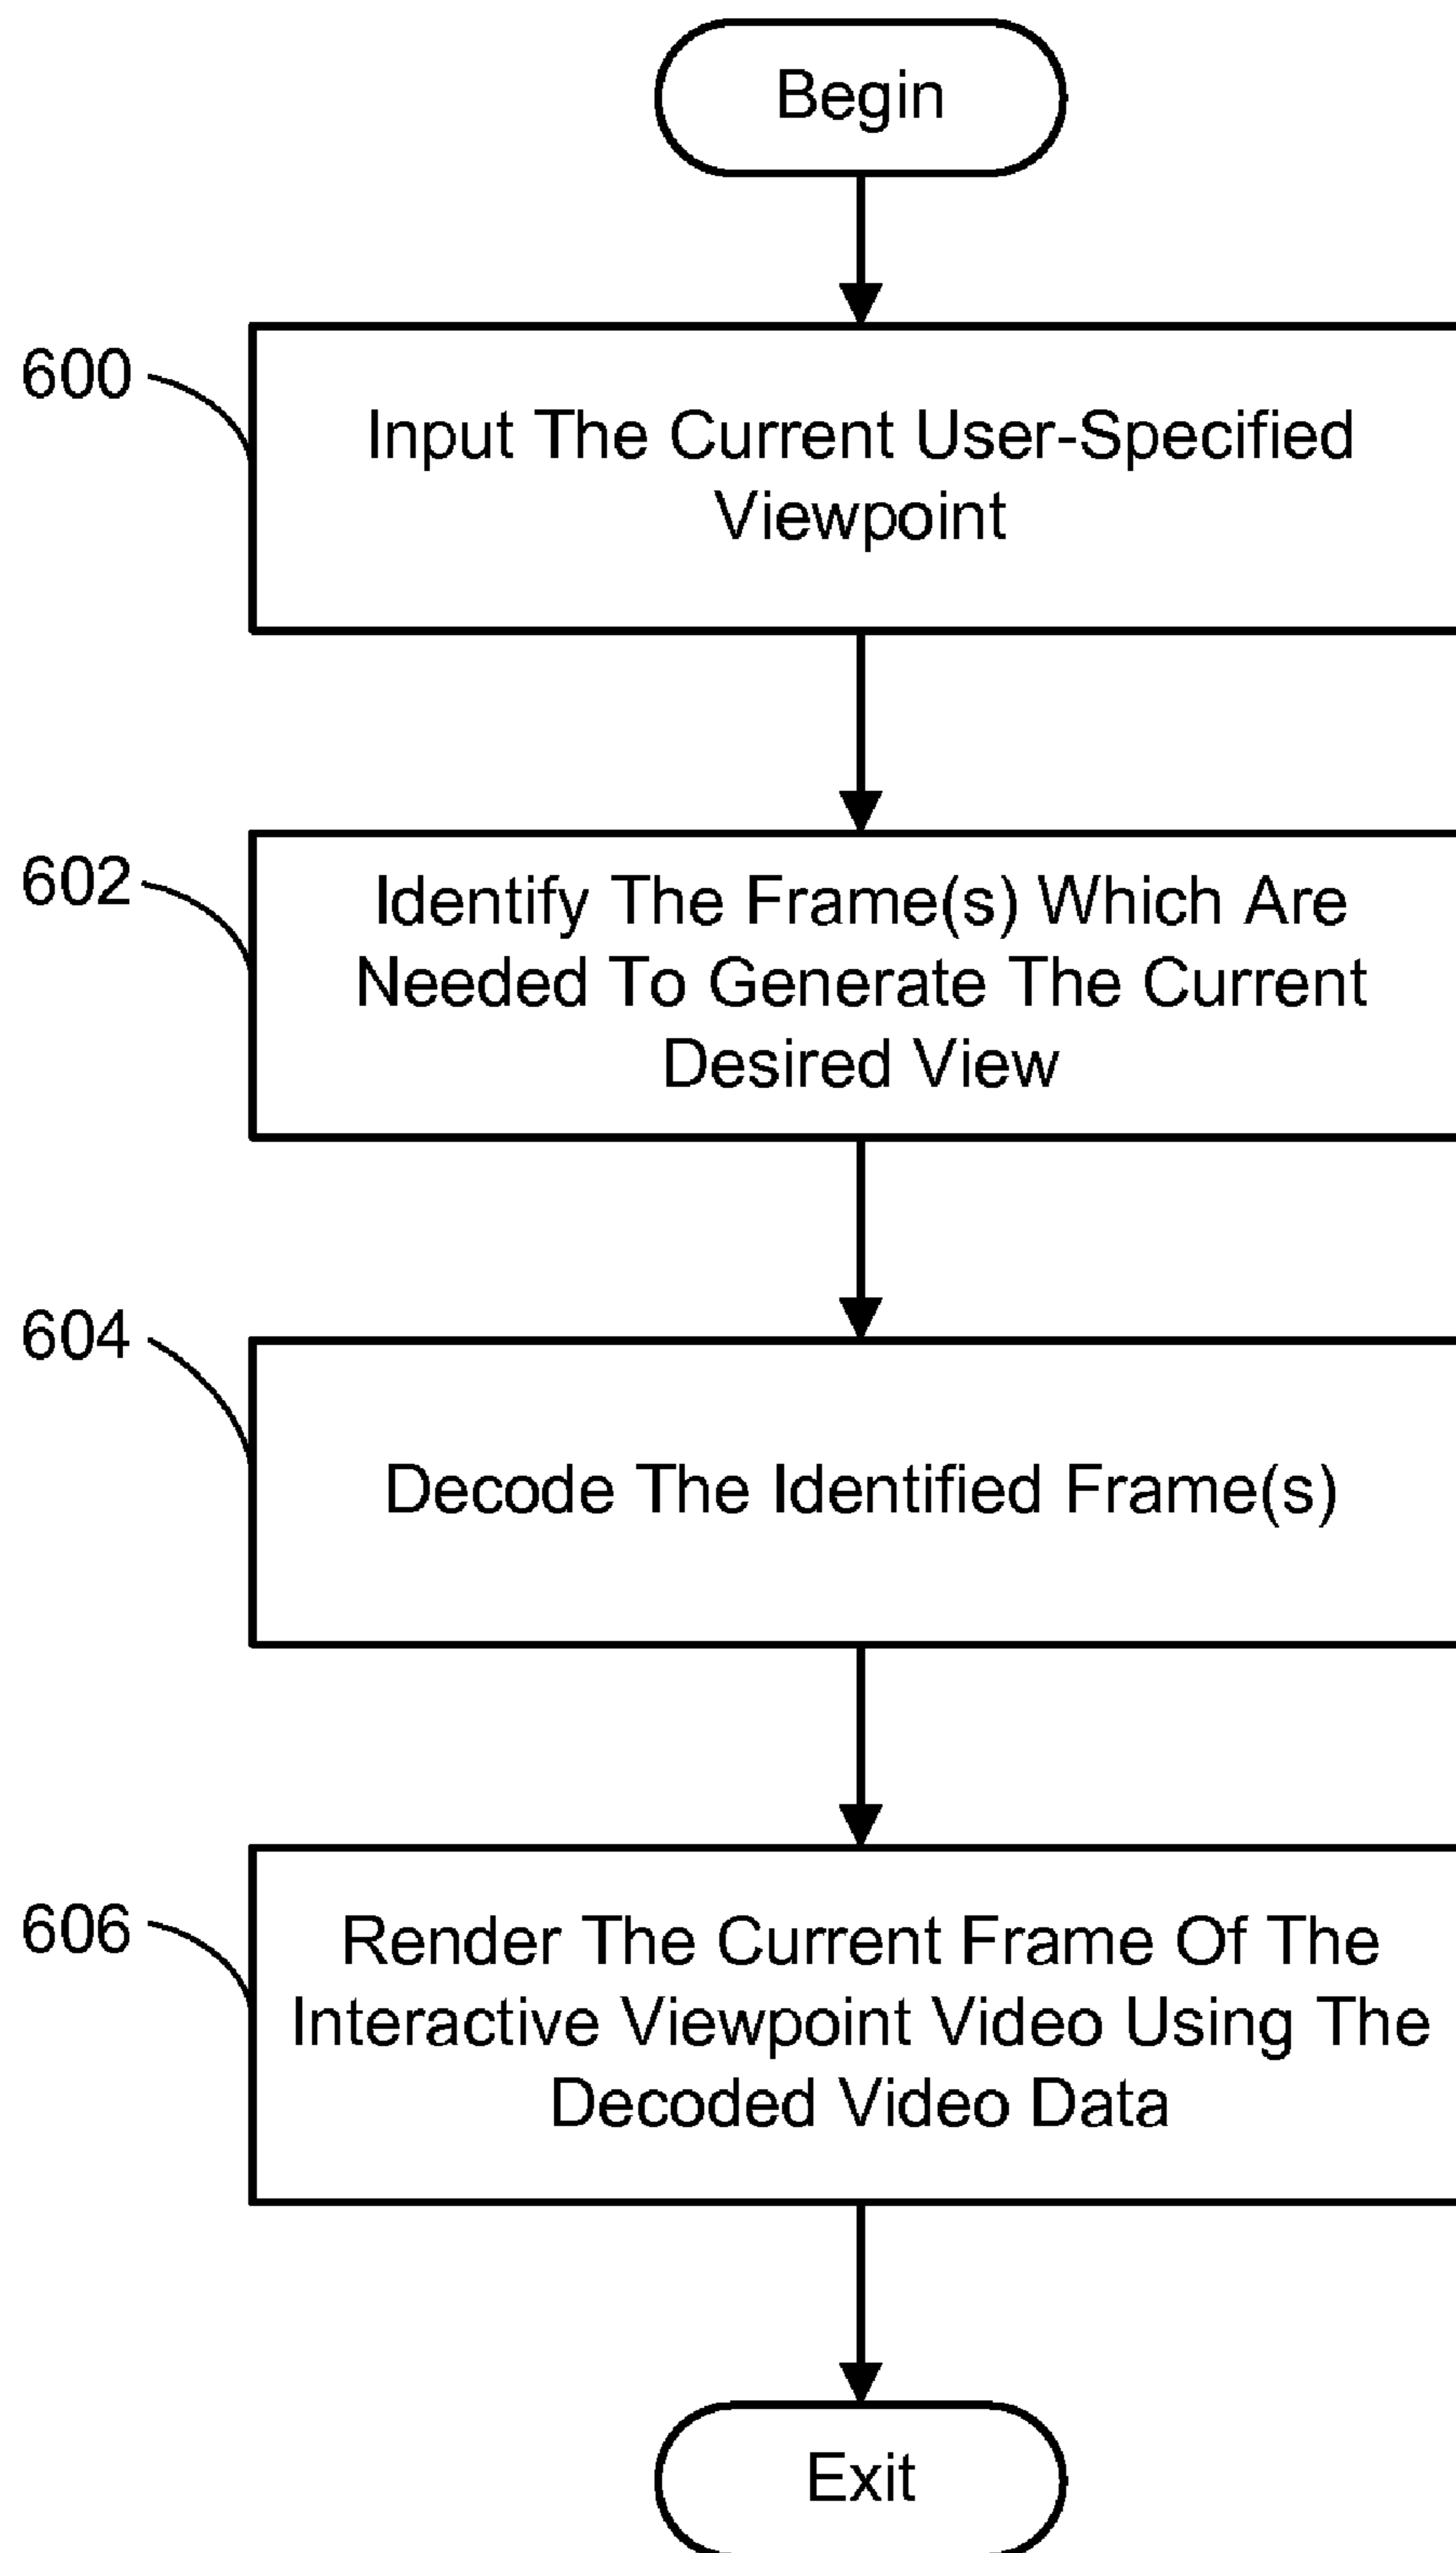 Begin
600
Input The Current User-Specified
Viewpoint
602
Identify The Frame(s) Which Are
Needed To Generate The Current
Desired View
604
Decode The Identified Frame(s)
606
Render The Current Frame Of The
Interactive Viewpoint Video Using The
Decoded Video Data
Exit